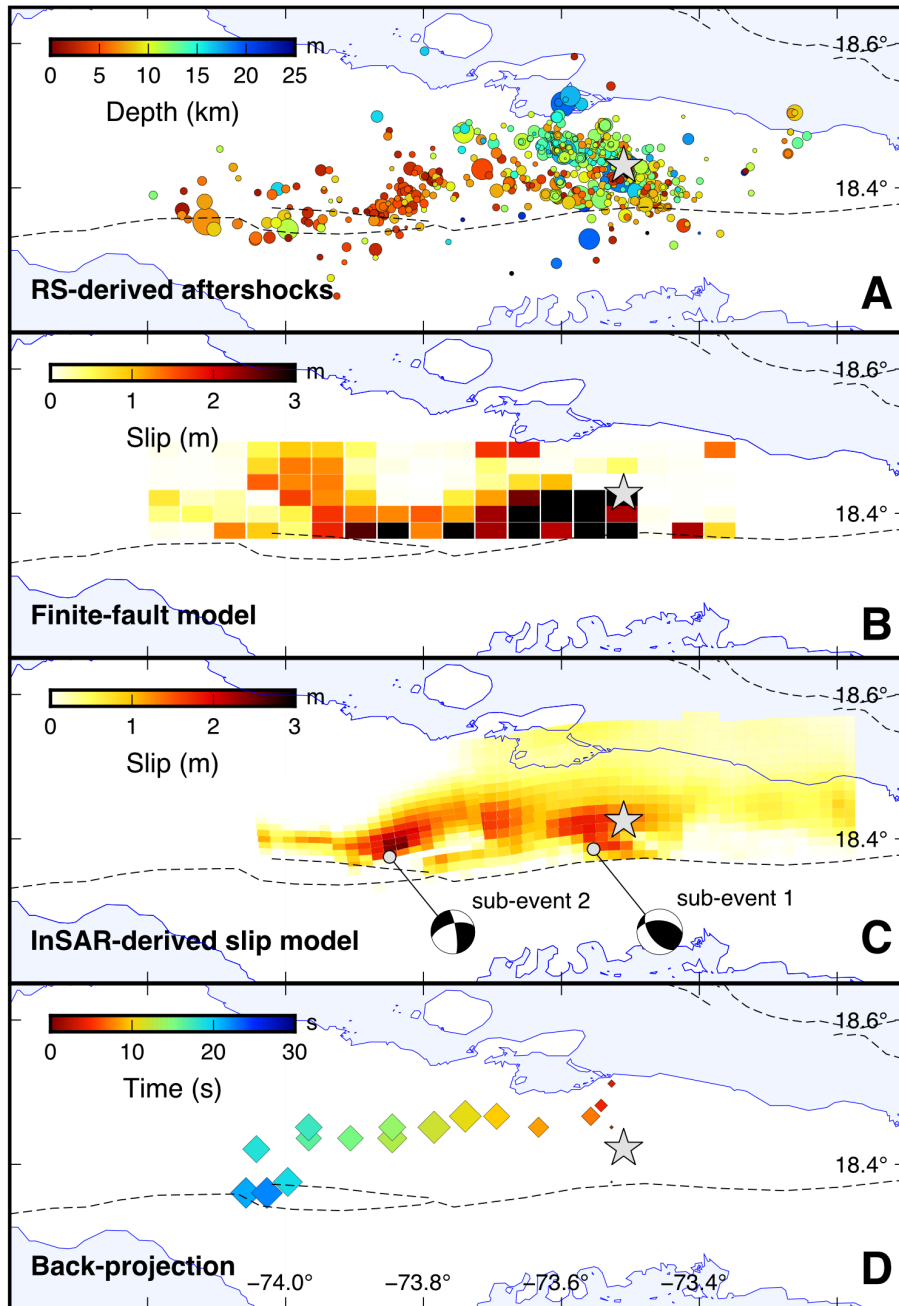 m
0 5 10 15 20 25
Depth (km)
18.6°
18.4°
RS-derived aftershocks
A
m
0 1 2 3
Slip (m)
18.6°
18.4°
Finite-fault model
B
m
0 1 2 3
Slip (m)
18.6°
18.4°
sub-event 2
sub-event 1
InSAR-derived slip model
C
s
0 10 20 30
Time (s)
18.6°
18.4°
Back-projection
D
−74.0° −73.8° −73.6° −73.4°